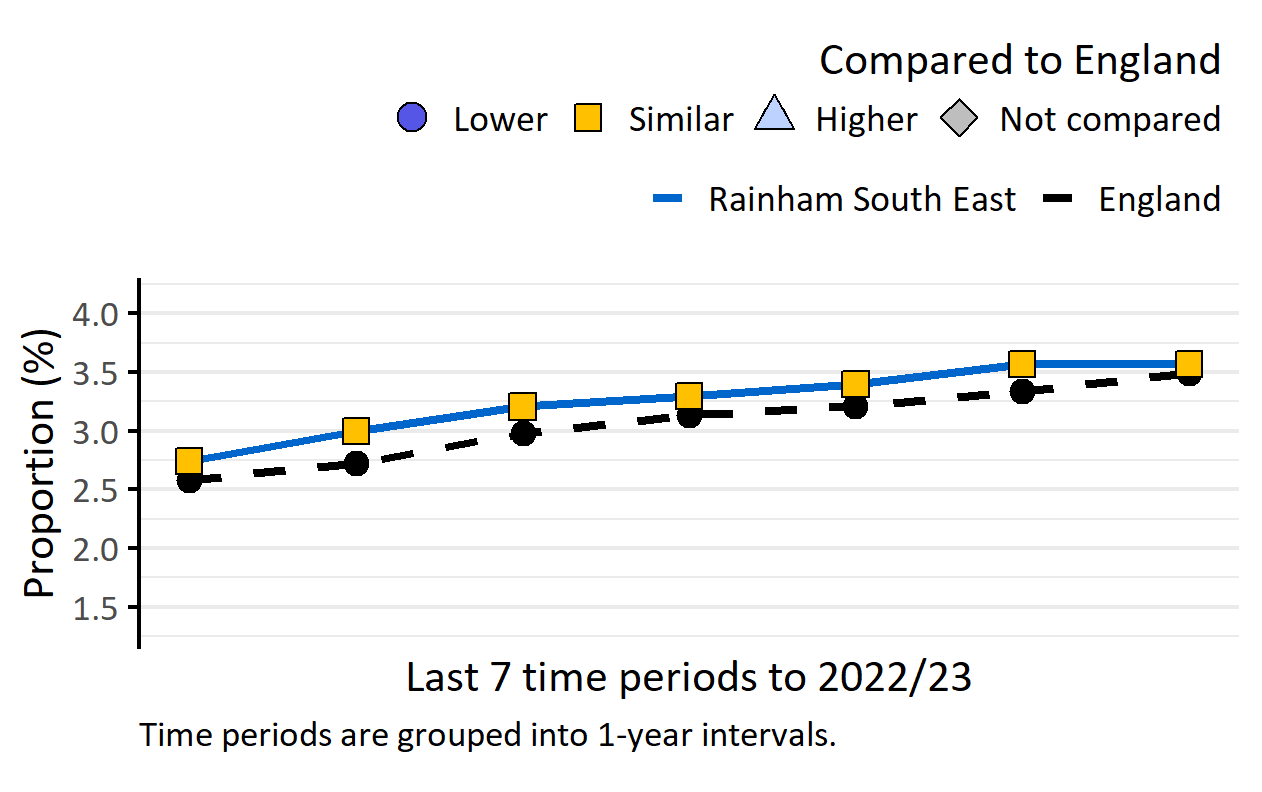 Compared to England
Lower Similar Higher Not compared
Rainham South East England
Proportion (%)
4.0
3.5
3.0
2.5
2.0
1.5
Last 7 time periods to 2022/23
Time periods are grouped into 1-year intervals.